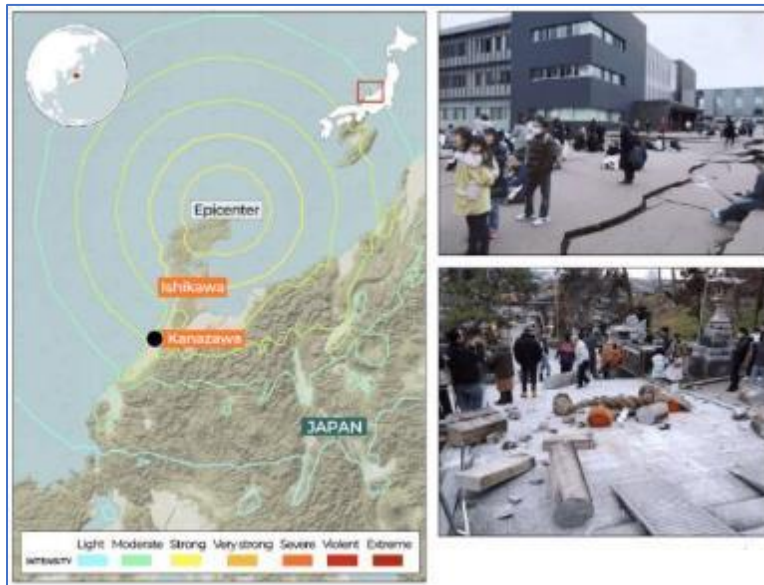 Epicenter
Ishikawa
Kanazawa
JAPAN
Light Moderate Strong Very strong Severe Violent Extreme
INTENSITY